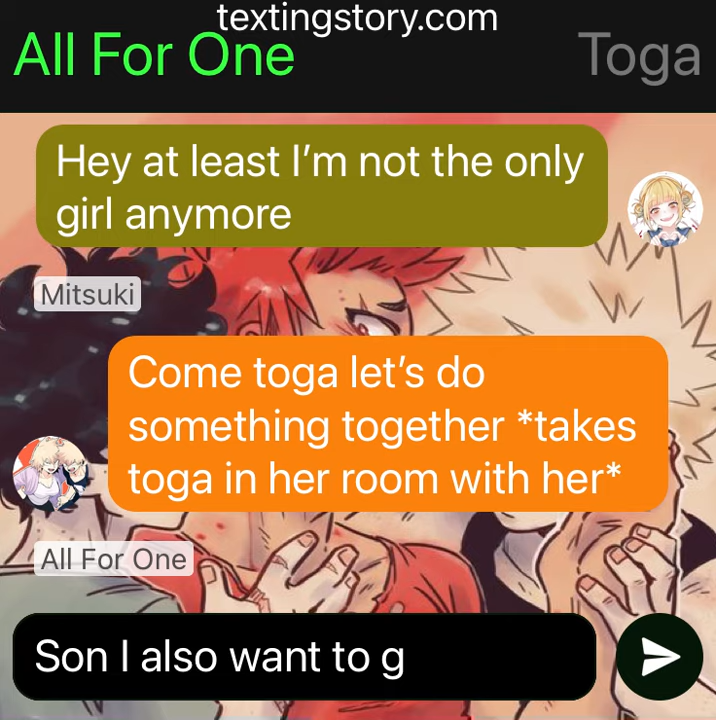 textingstory.com
All For One Toga
Hey at least I’m not the only
girl anymore
Mitsuki
Come toga let’s do
something together *takes
toga in her room with her*
All For One
Son I also want to g